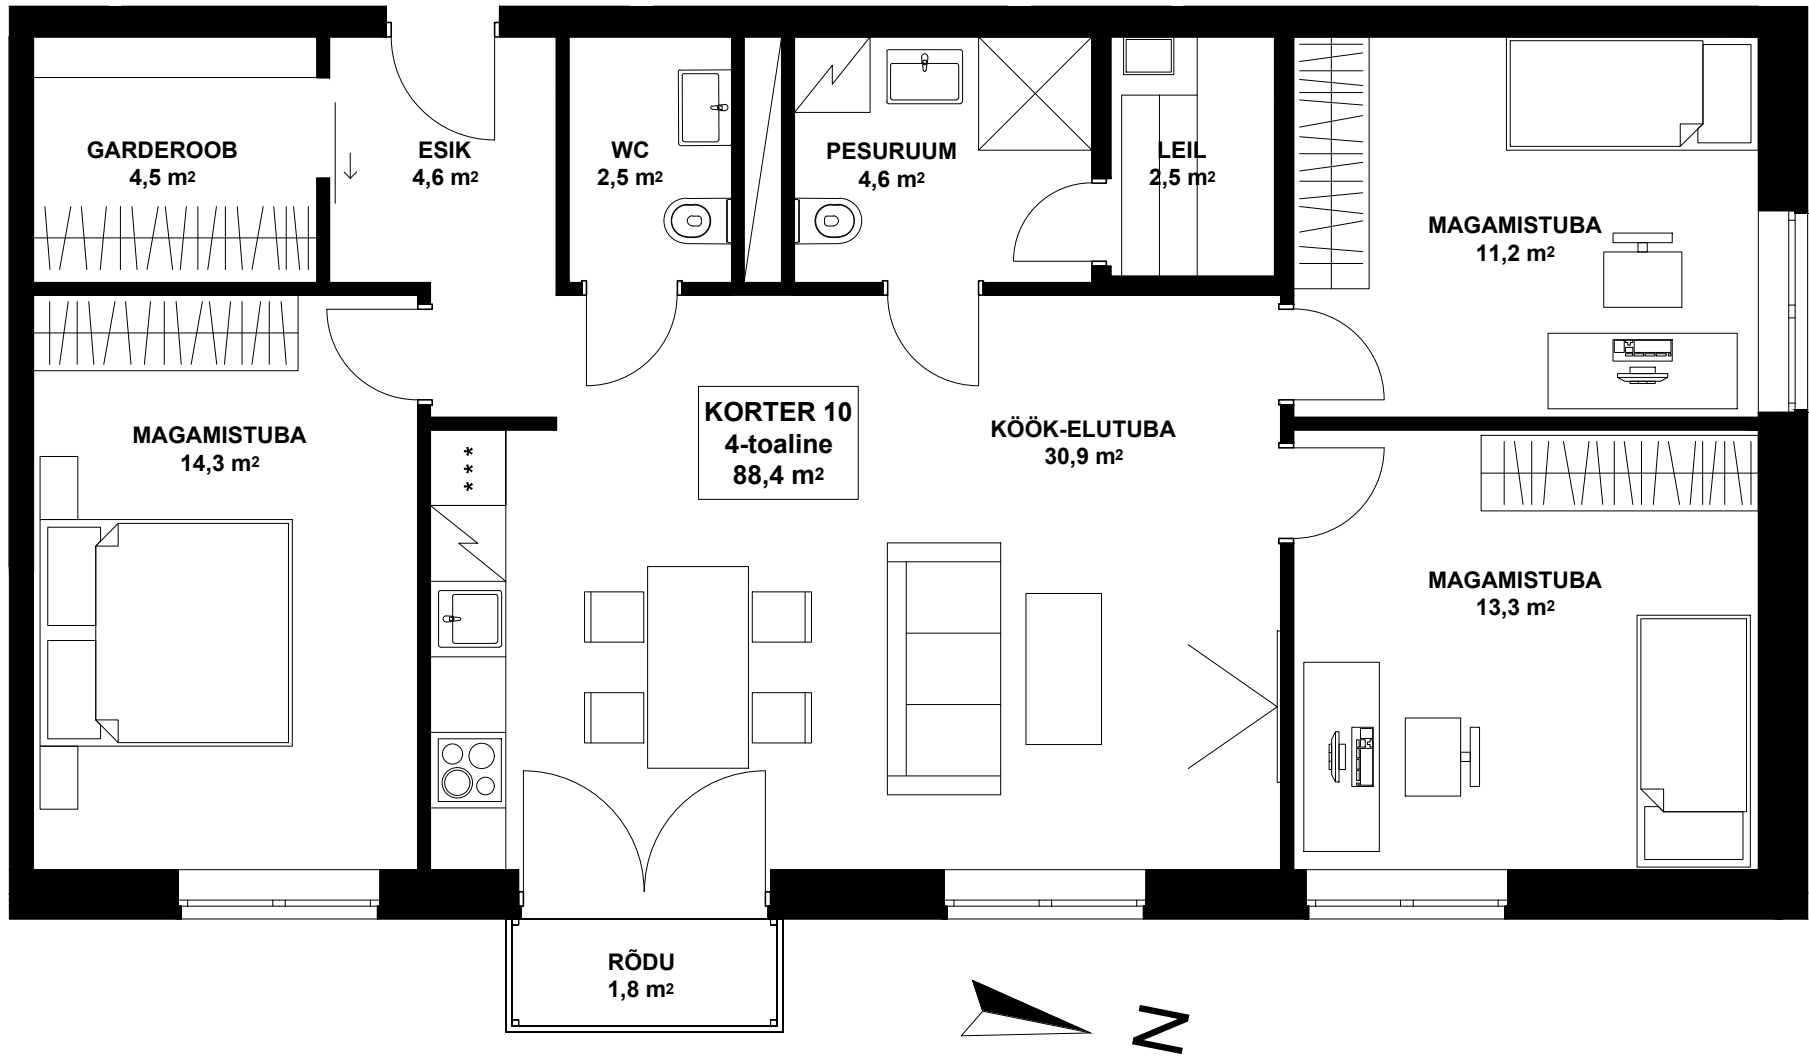 GARDEROOB
4,5 m²
ESIK
4,6 m²
WC
2,5 m²
PESURUUM
4,6 m²
LEIL
2,5 m²
MAGAMISTUBA
11,2 m²
MAGAMISTUBA
14,3 m²
KORTER 10
4-toaline
88,4 m²
KÖÖK-ELUTUBA
30,9 m²
***
MAGAMISTUBA
13,3 m²
RÕDU
1,8 m²
N